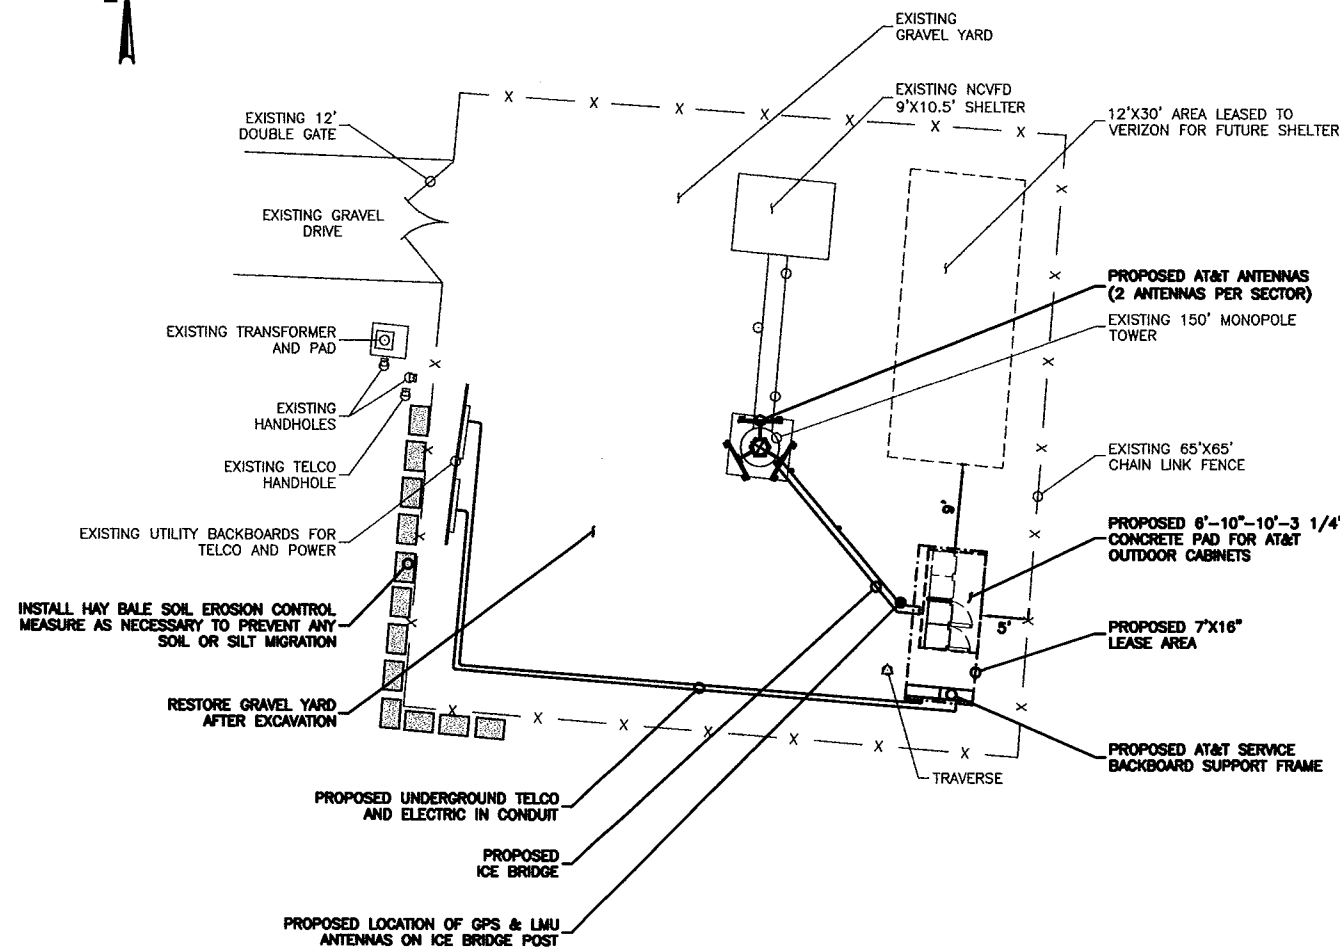 EXISTING
GRAVEL YARD
EXISTING NCVFD
9'X10.5' SHELTER
12'X30' AREA LEASED TO
VERIZON FOR FUTURE SHELTER
EXISTING 12'
DOUBLE GATE
EXISTING GRAVEL
DRIVE
PROPOSED AT&T ANTENNAS
(2 ANTENNAS PER SECTOR)
EXISTING 150' MONOPOLE
TOWER
EXISTING TRANSFORMER
AND PAD
EXISTING
HANDHOLES
EXISTING TELCO
HANDHOLE
EXISTING 65'X65'
CHAIN LINK FENCE
9'
EXISTING UTILITY BACKBOARDS FOR
TELCO AND POWER
PROPOSED 6'-10"-10'-3 1/4'
CONCRETE PAD FOR AT&T
OUTDOOR CABINETS
INSTALL HAY BALE SOIL EROSION CONTROL
MEASURE AS NECESSARY TO PREVENT ANY
SOIL OR SILT MIGRATION
5'
PROPOSED 7'X16"
LEASE AREA
RESTORE GRAVEL YARD
AFTER EXCAVATION
PROPOSED AT&T SERVICE
BACKBOARD SUPPORT FRAME
TRAVERSE
PROPOSED UNDERGROUND TELCO
AND ELECTRIC IN CONDUIT
PROPOSED
ICE BRIDGE
PROPOSED LOCATION OF GPS & LMU
ANTENNAS ON ICE BRIDGE POST